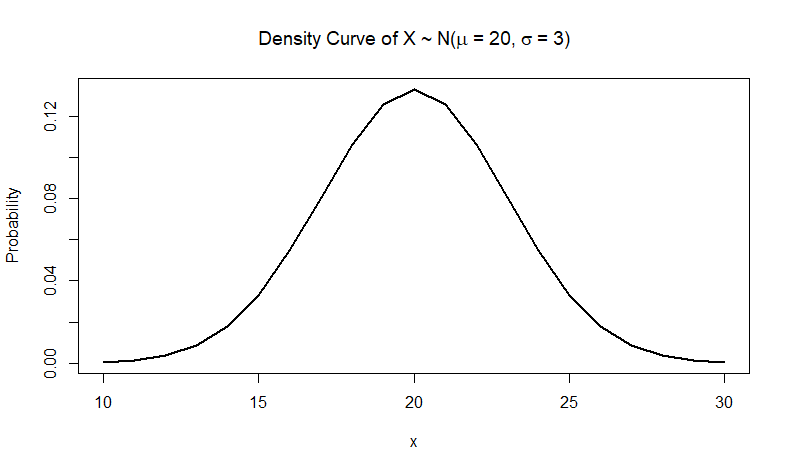 Density Curve of X ~ N(μ = 20, σ = 3)
Probability
0.12
0.08
0.04
0.00
10 15 20 25 30
x